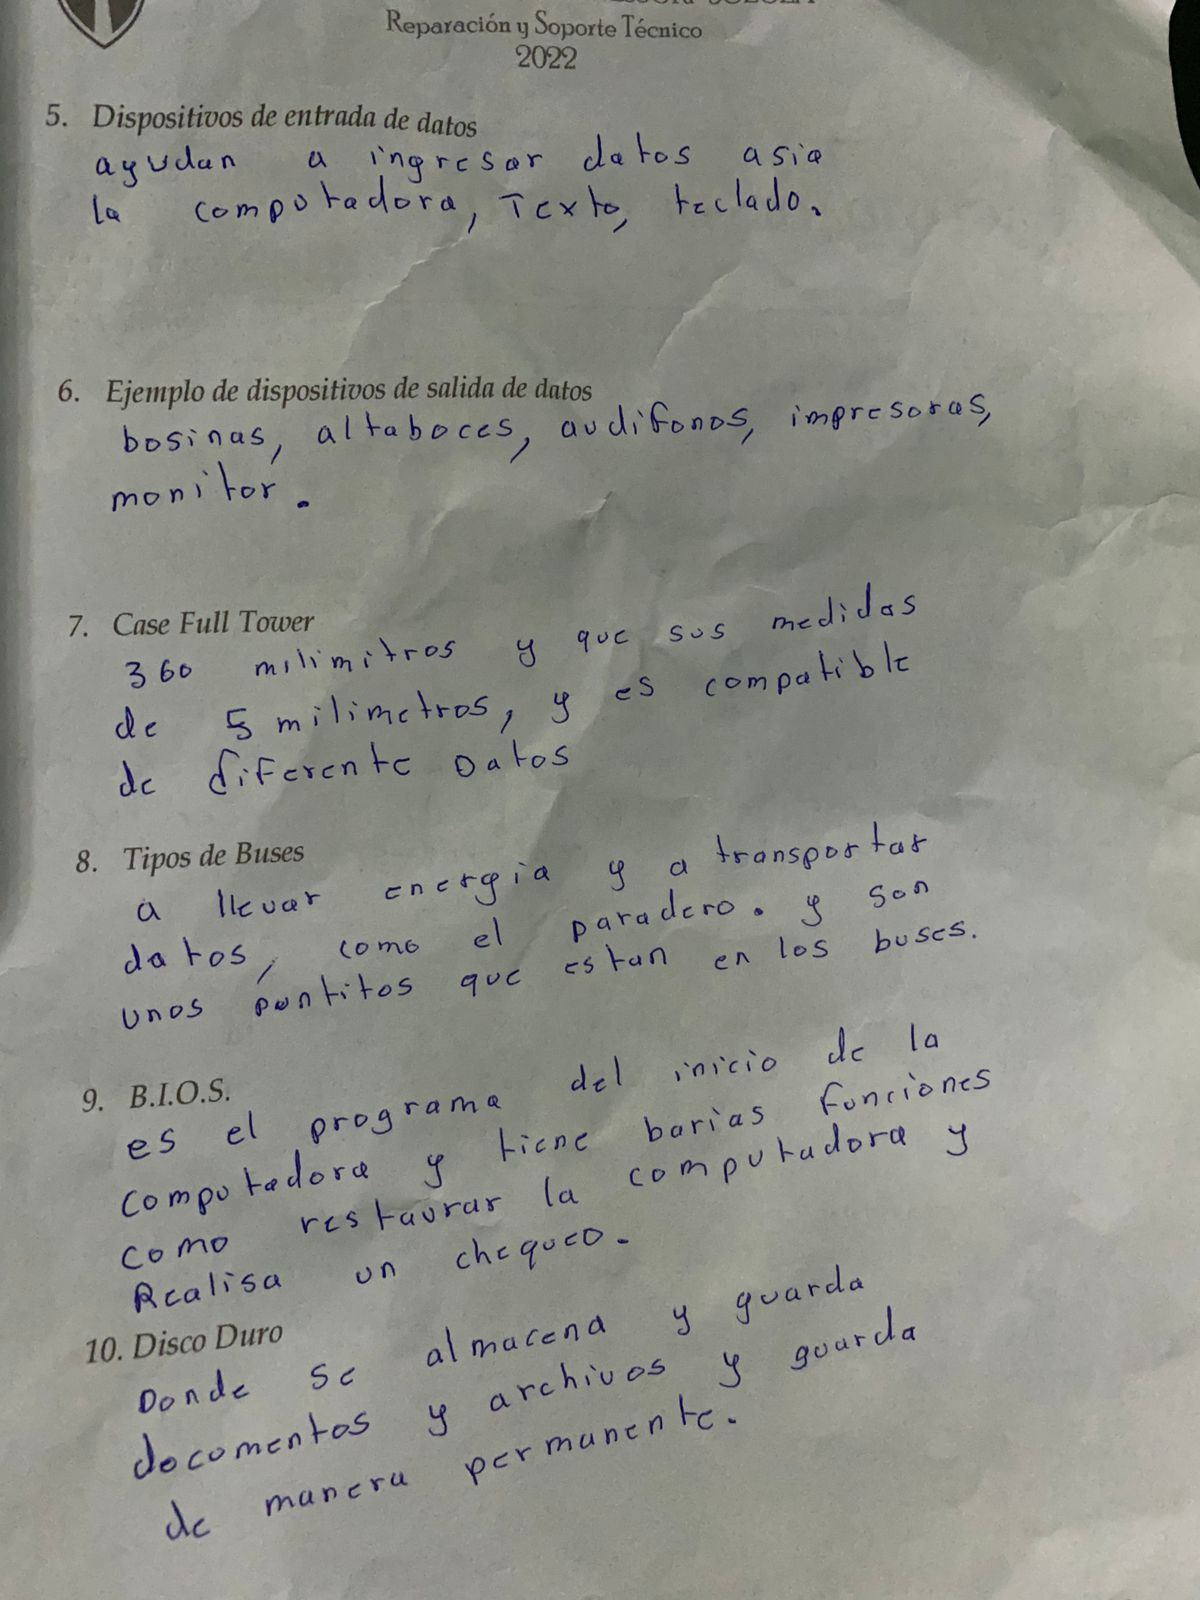 Reparación y Soporte Técnico
2022
5. Dispositivos de entrada de datos
ayudan a ingresar datos asia
la computadora, Texto, teclado.
6. Ejemplo de dispositivos de salida de datos
bosinas, altaboces, audifonos, impresoras,
monitor.
7. Case Full Tower
360 milimitros y que sus medidas
de 5 milimetros, y es compatible
de diferente Datos
8. Tipos de Buses
a llevar energia y a transportar
datos, como el paradero. y son
unos puntitos que estan en los buses.
9. B.I.O.S.
es el programa del inicio de la
computadora y tiene barias funciones
como restaurar la computadora y
Realisa un chequeo.
10. Disco Duro
Donde se almacena y guarda
documentos y archivos y guarda
de manera permanente.